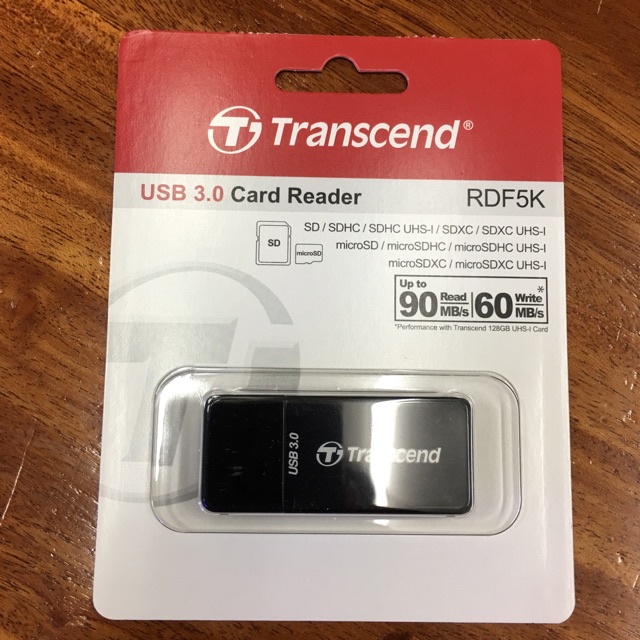 Transcend®
USB 3.0 Card Reader
RDF5K
SD
microSD
SD / SDHC / SDHC UHS-I / SDXC / SDXC UHS-I
microSD / microSDHC / microSDHC UHS-I
microSDXC / microSDXC UHS-I
Up to
90 Read MB/s 60 Write MB/s *
*Performance with Transcend 128GB UHS-I Card
USB 3.0
Transcend